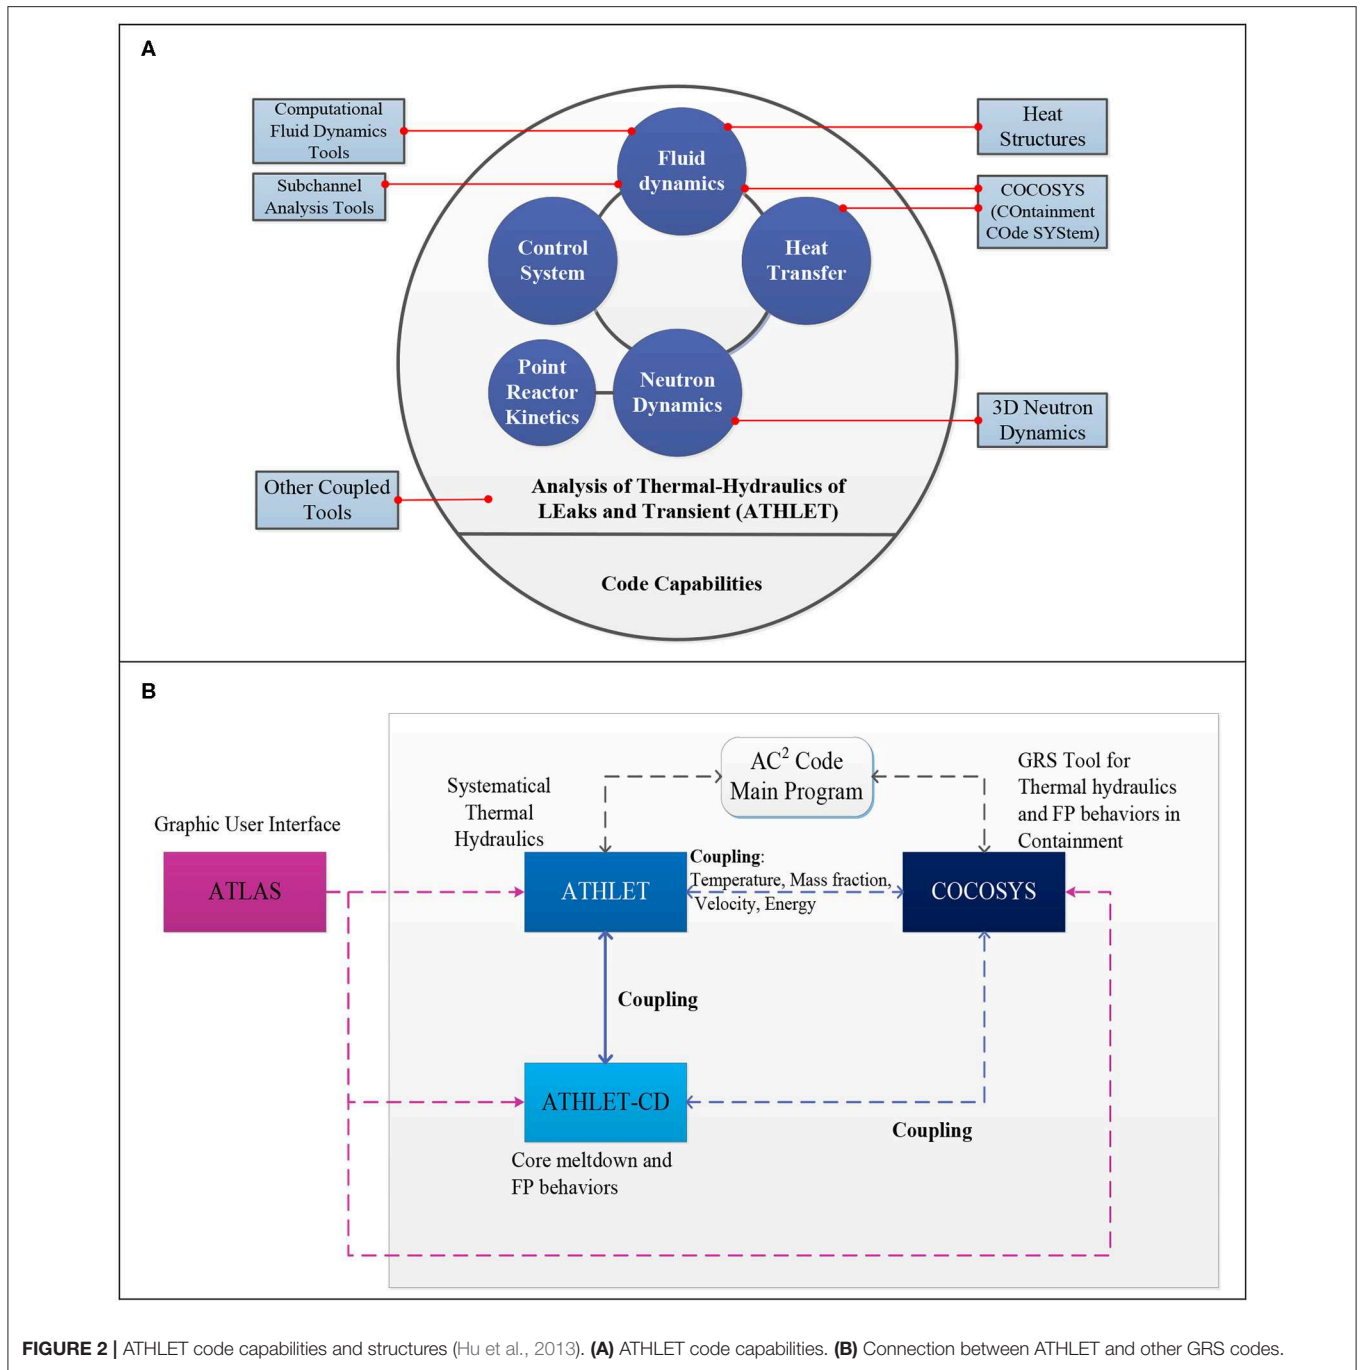 A
Computational
Fluid Dynamics
Tools
Subchannel
Analysis Tools
Heat
Structures
COCOSYS
(COntainment
COde SYStem)
Fluid
dynamics
Control
System
Heat
Transfer
Point
Reactor
Kinetics
Neutron
Dynamics
3D Neutron
Dynamics
Other Coupled
Tools
Analysis of Thermal-Hydraulics of
LEaks and Transient (ATHLET)
Code Capabilities
B
AC² Code
Main Program
GRS Tool for
Thermal hydraulics
and FP behaviors in
Containment
Systematical
Thermal
Hydraulics
Graphic User Interface
ATLAS
ATHLET
Coupling:
Temperature, Mass fraction,
Velocity, Energy
COCOSYS
Coupling
ATHLET-CD
Coupling
Core meltdown and
FP behaviors
FIGURE 2 | ATHLET code capabilities and structures (Hu et al., 2013). (A) ATHLET code capabilities. (B) Connection between ATHLET and other GRS codes.